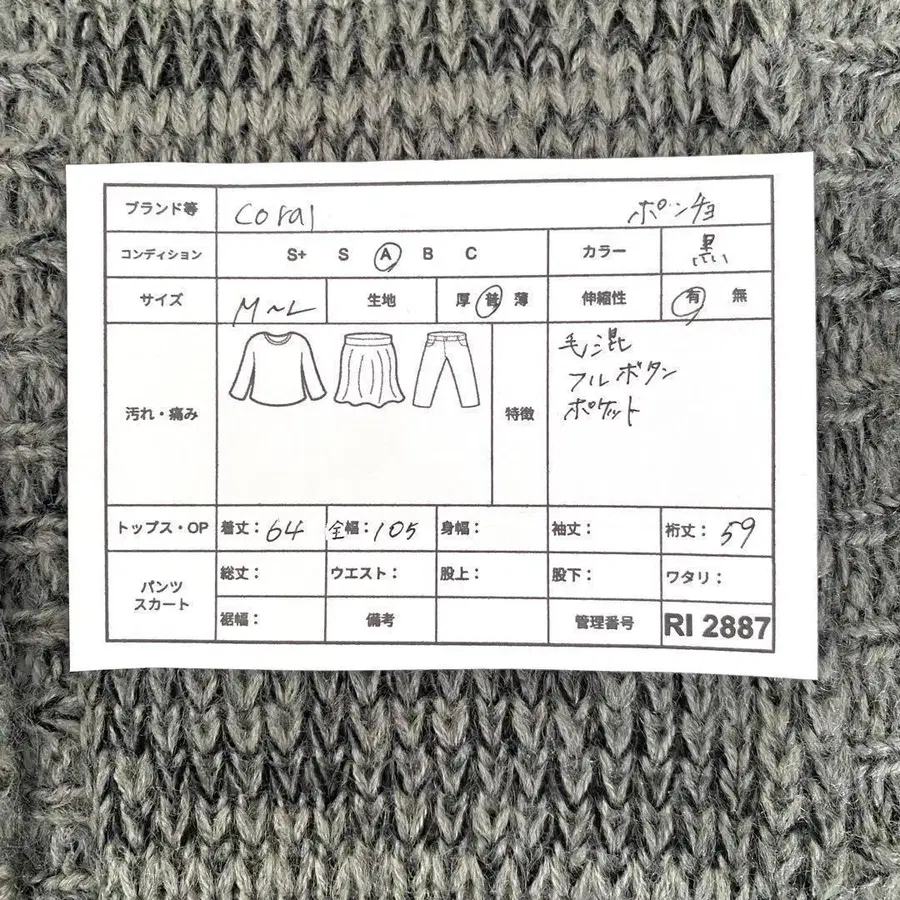 ブランド等 coral ポンチョ
コンディション S+ S A B C カラー 黒
サイズ M~L 生地 厚 普 薄 伸縮性 有 無
汚れ・痛み 特徴 毛混
フルボタン
ポケット
トップス・OP 着丈: 64 全幅: 105 身幅: 袖丈: 裄丈: 59
パンツ スカート 総丈: ウエスト: 股上: 股下: ワタリ:
裾幅: 備考 管理番号 RI 2887